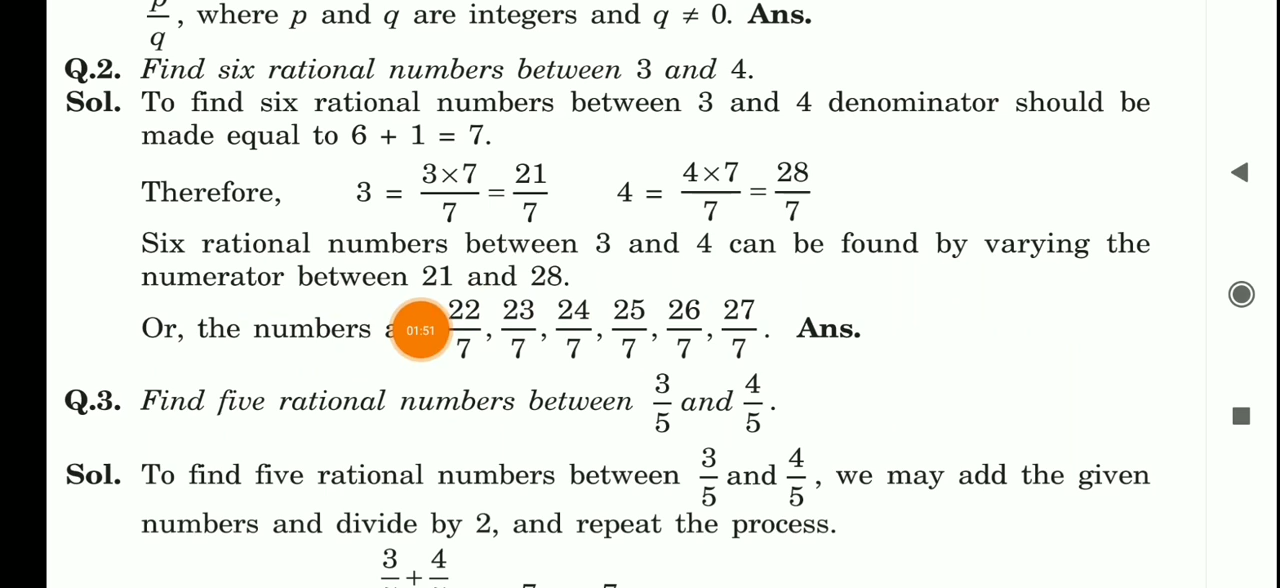 p/q, where p and q are integers and q ≠ 0. Ans.
Q.2. Find six rational numbers between 3 and 4.
Sol. To find six rational numbers between 3 and 4 denominator should be
made equal to 6 + 1 = 7.
Therefore, 3 = 3×7/7 = 21/7 4 = 4×7/7 = 28/7
Six rational numbers between 3 and 4 can be found by varying the
numerator between 21 and 28.
Or, the numbers 01:51 22/7, 23/7, 24/7, 25/7, 26/7, 27/7. Ans.
Q.3. Find five rational numbers between 3/5 and 4/5.
Sol. To find five rational numbers between 3/5 and 4/5, we may add the given
numbers and divide by 2, and repeat the process.
3 + 4